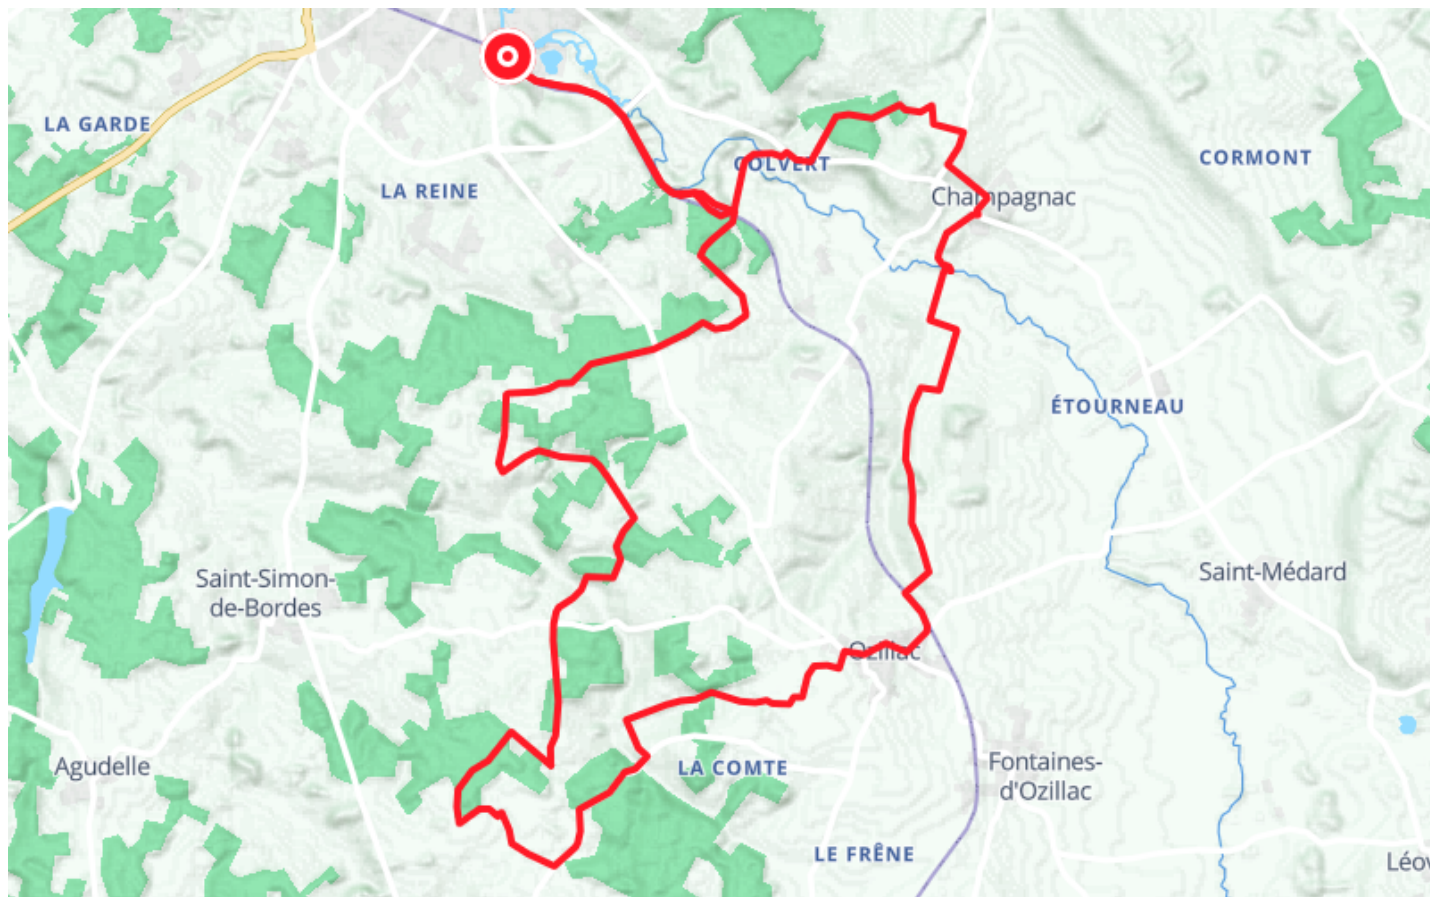 LA GARDE
COLVERT
CORMONT
LA REINE
Champagnac
ÉTOURNEAU
Saint-Simon-
de-Bordes
Saint-Médard
Ozillac
Agudelle
LA COMTE
Fontaines-
d'Ozillac
LE FRÊNE
Léov